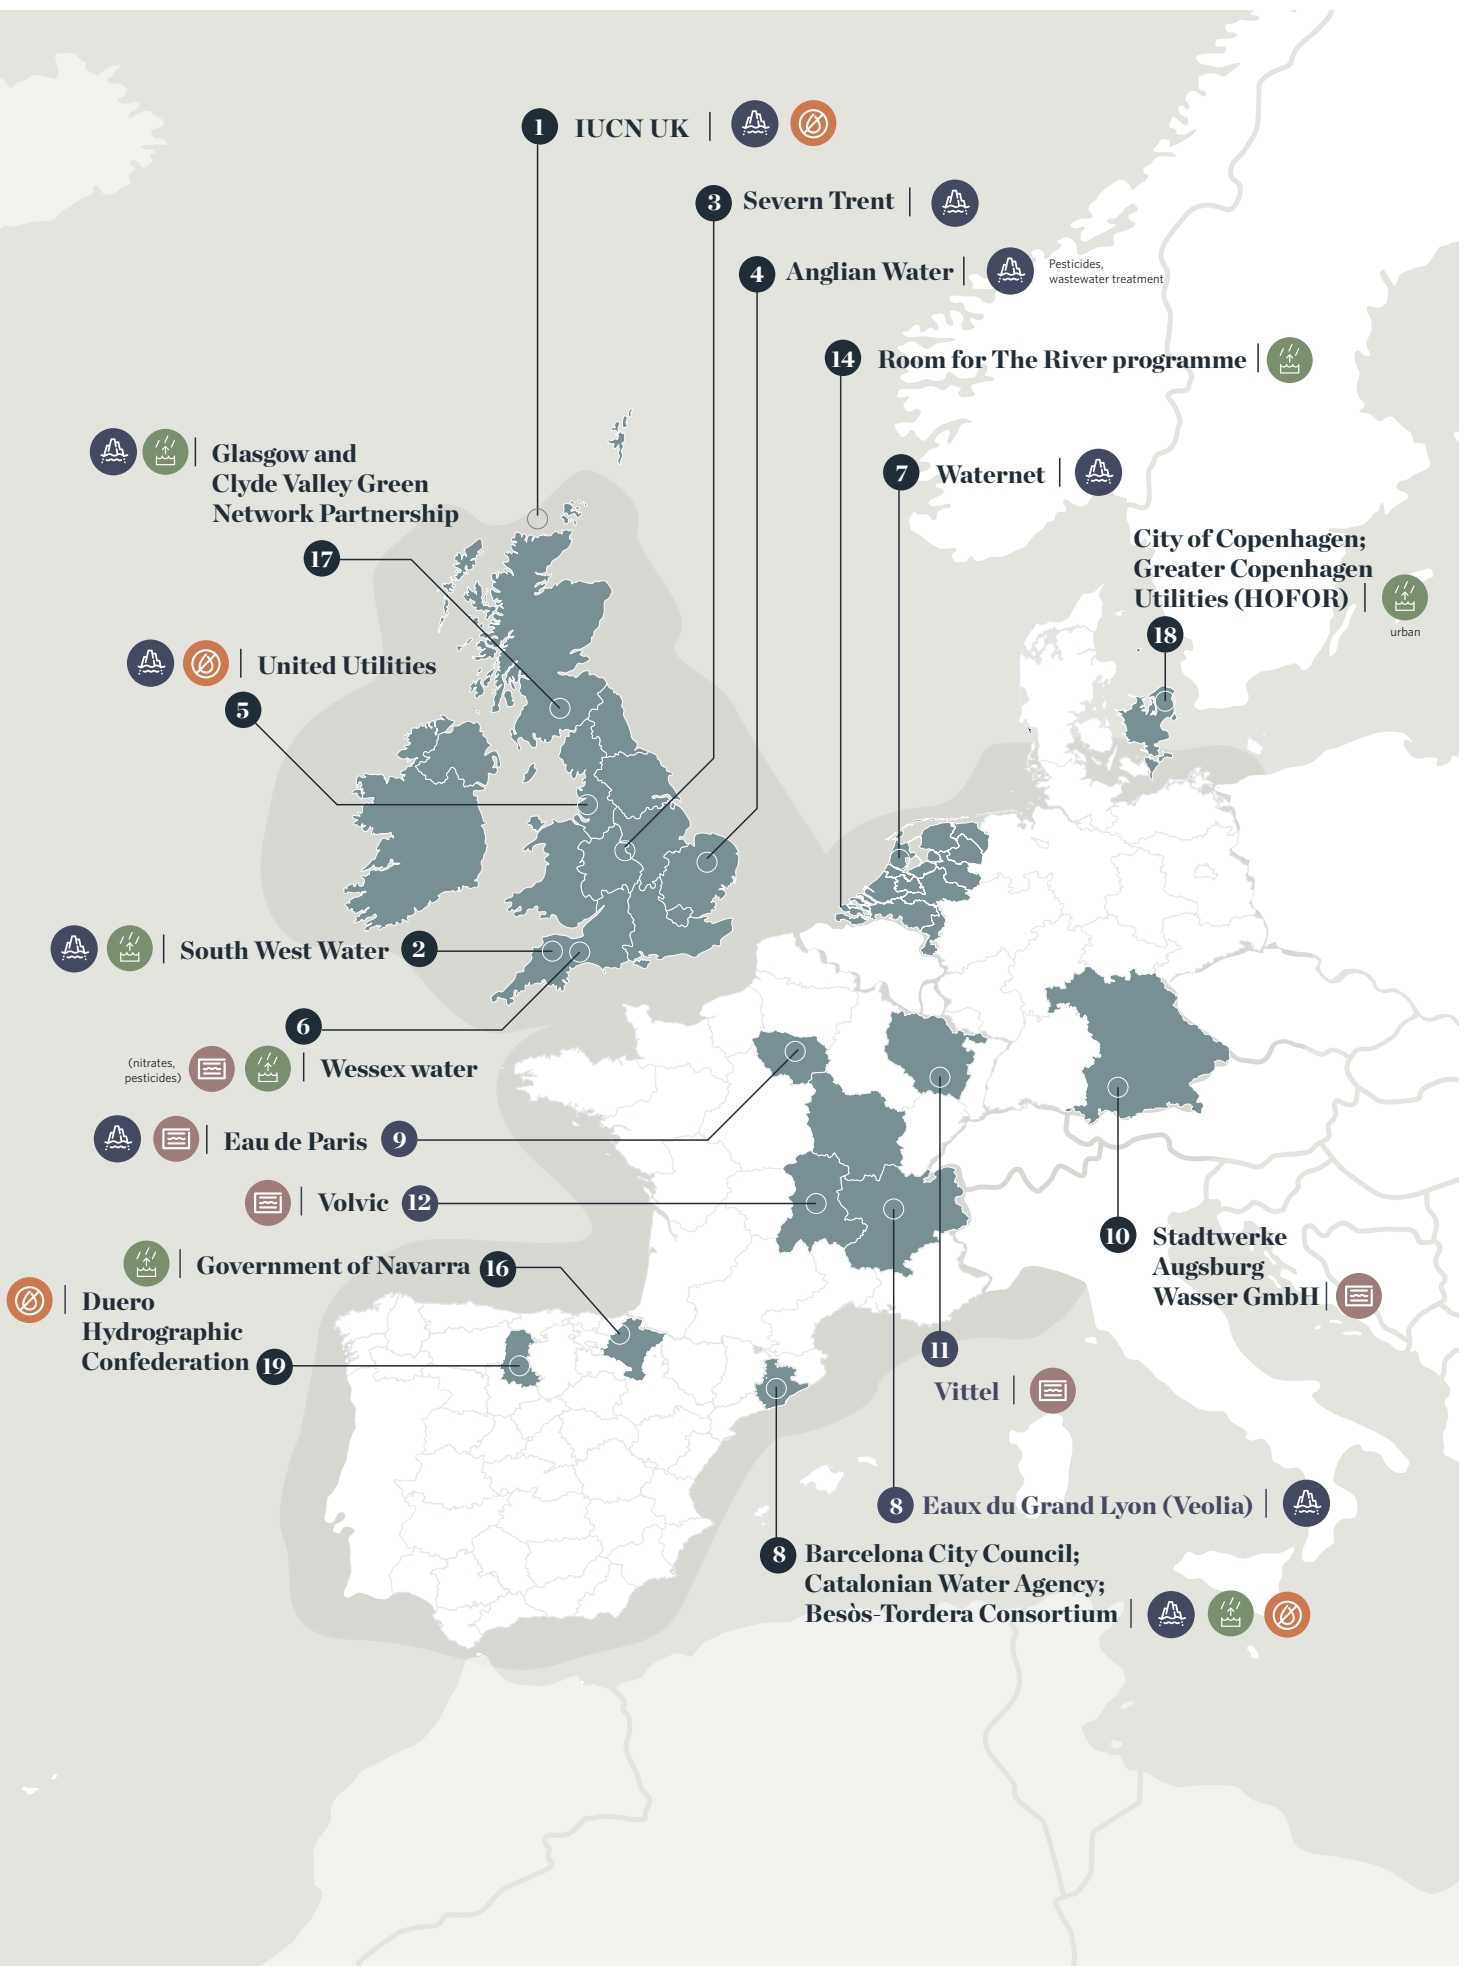 1 IUCN UK
3 Severn Trent
4 Anglian Water
Pesticides,
wastewater treatment
14 Room for The River programme
Glasgow and
Clyde Valley Green
Network Partnership
17
7 Waternet
City of Copenhagen;
Greater Copenhagen
Utilities (HOFOR)
urban
18
United Utilities
5
South West Water 2
6
(nitrates,
pesticides)
Wessex water
Eau de Paris 9
Volvic 12
Government of Navarra 16
Duero
Hydrographic
Confederation 19
10 Stadtwerke
Augsburg
Wasser GmbH
11
Vittel
8 Eaux du Grand Lyon (Veolia)
8 Barcelona City Council;
Catalonian Water Agency;
Besòs-Tordera Consortium